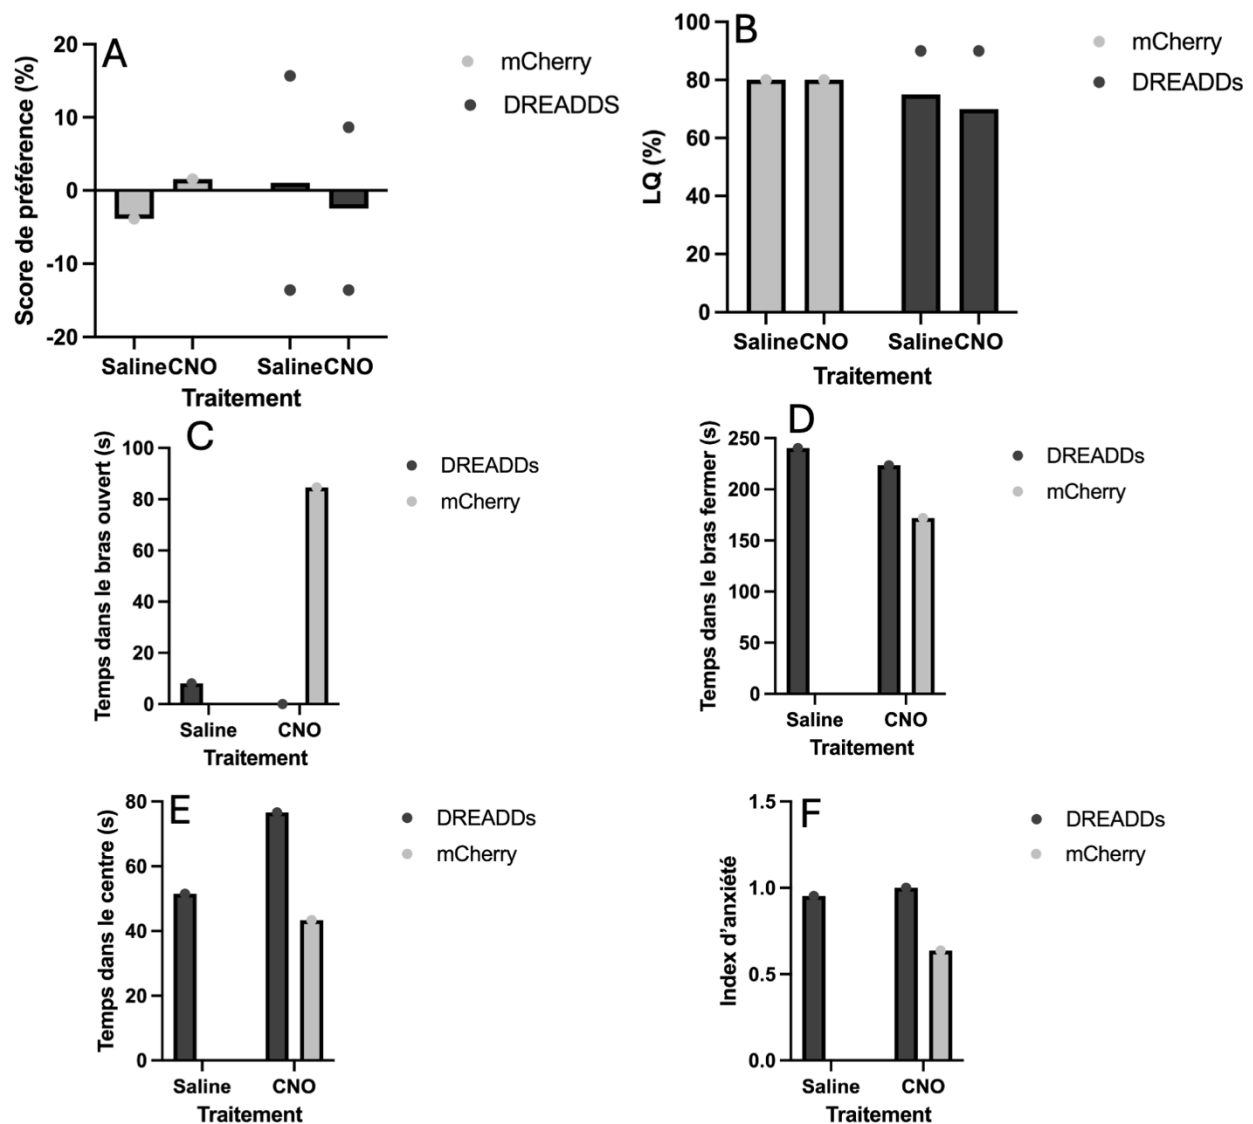 A
Score de préférence (%)
20
10
0
-10
-20
SalineCNO
SalineCNO
Traitement
mCherry
DREADDS
B
LQ (%)
100
80
60
40
20
0
SalineCNO
SalineCNO
Traitement
mCherry
DREADDs
C
Temps dans le bras ouvert (s)
100
80
60
40
20
0
Saline
CNO
Traitement
DREADDs
mCherry
D
Temps dans le bras fermer (s)
250
200
150
100
50
0
Saline
CNO
Traitement
DREADDs
mCherry
E
Temps dans le centre (s)
80
60
40
20
0
Saline
CNO
Traitement
DREADDs
mCherry
F
Index d'anxiété
1.5
1.0
0.5
0.0
Saline
CNO
Traitement
DREADDs
mCherry